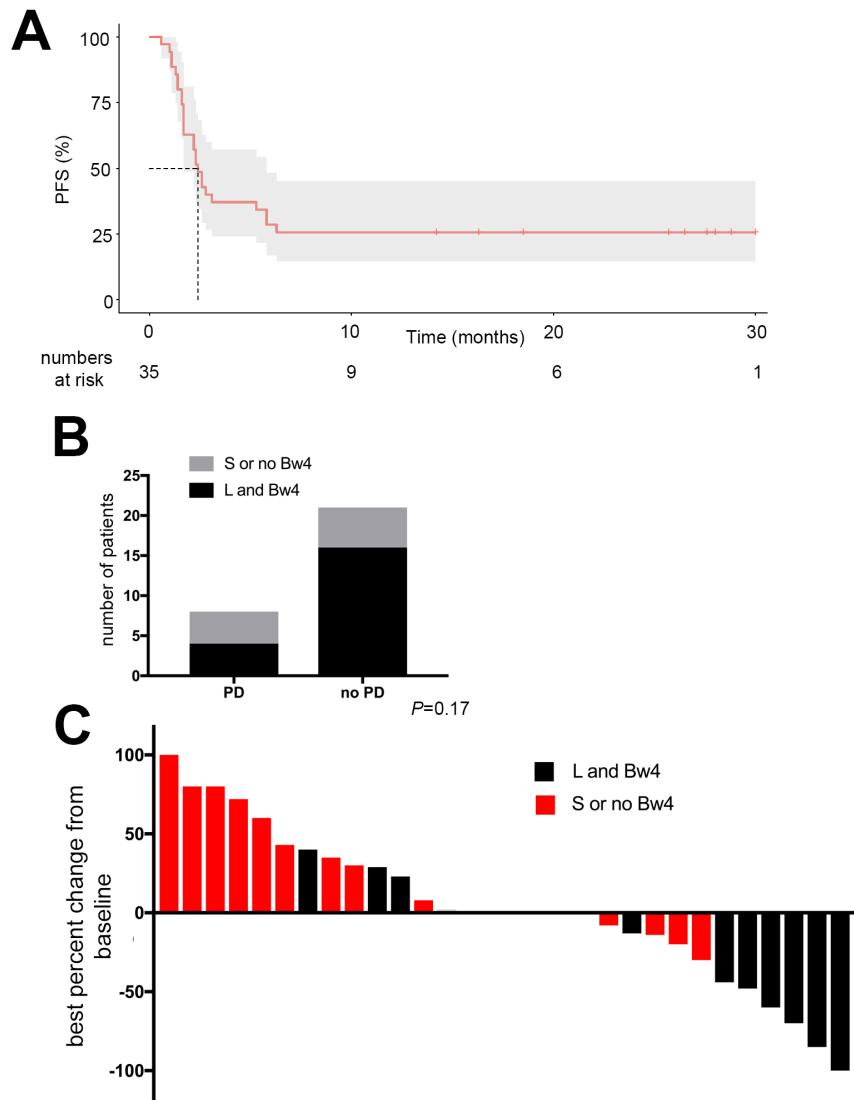 A
100
75
50
25
0
PFS (%)
0 10 20 30
Time (months)
numbers
at risk
35 9 6 1
B
S or no Bw4
L and Bw4
25
20
15
10
5
0
number of patients
PD no PD
P=0.17
C
L and Bw4
S or no Bw4
100
50
0
-50
-100
best percent change from
baseline